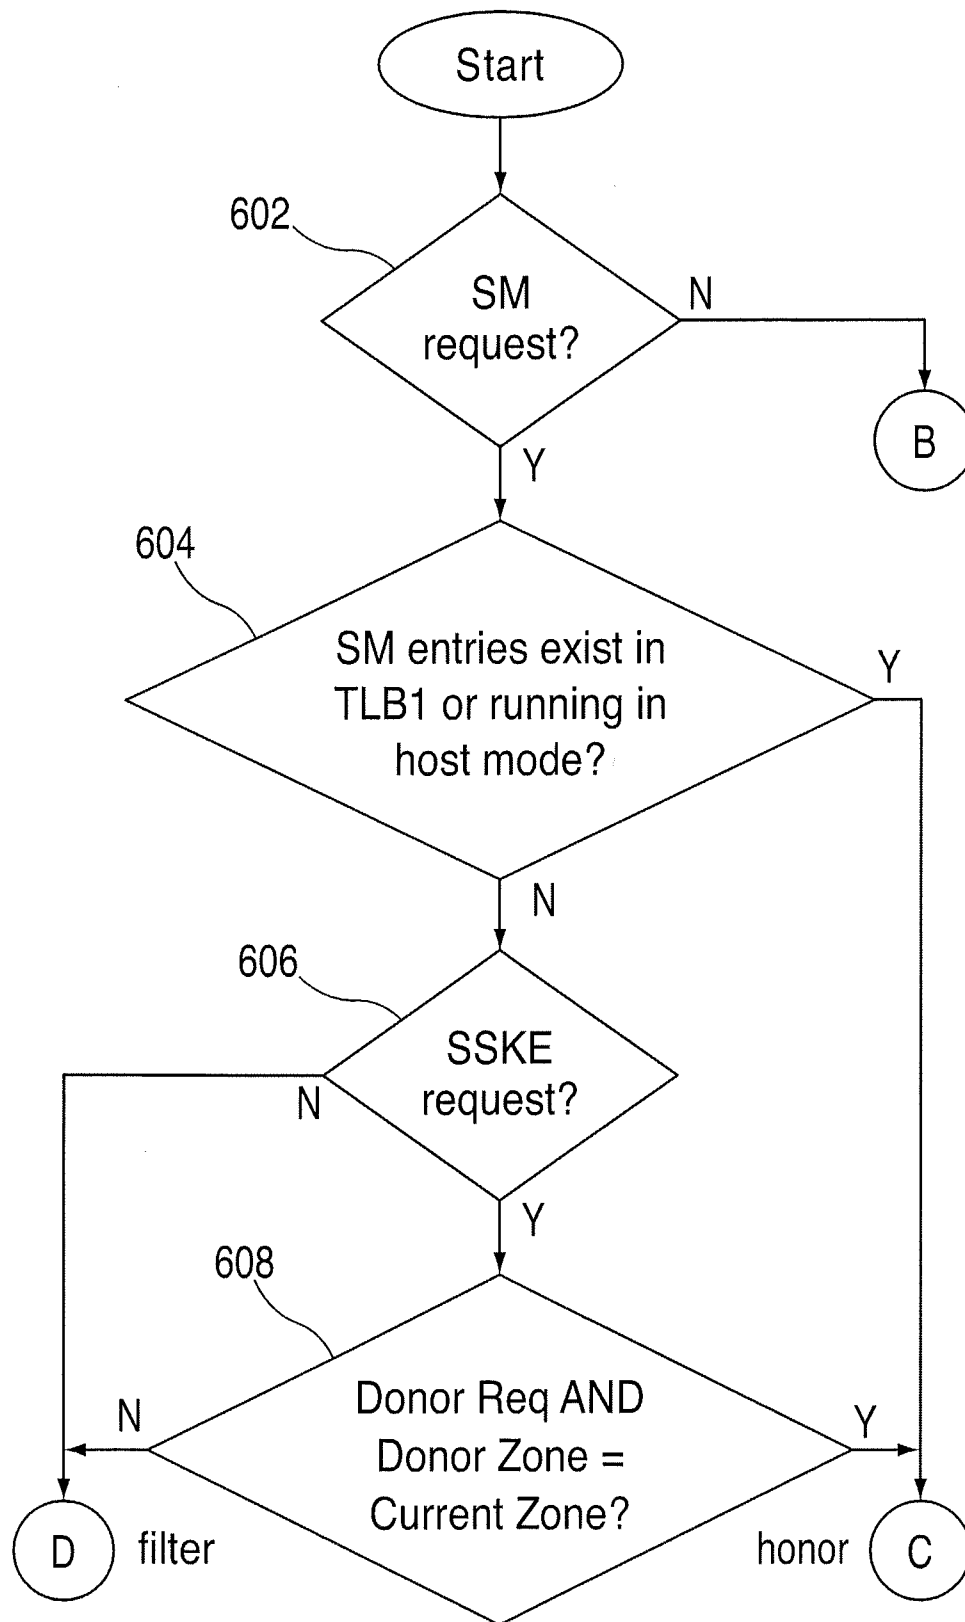 Start
602
SM
request?
N
B
Y
604
SM entries exist in
TLB1 or running in
host mode?
Y
N
606
SSKE
request?
N
Y
608
Donor Req AND
Donor Zone =
Current Zone?
N
Y
D
filter
honor
C